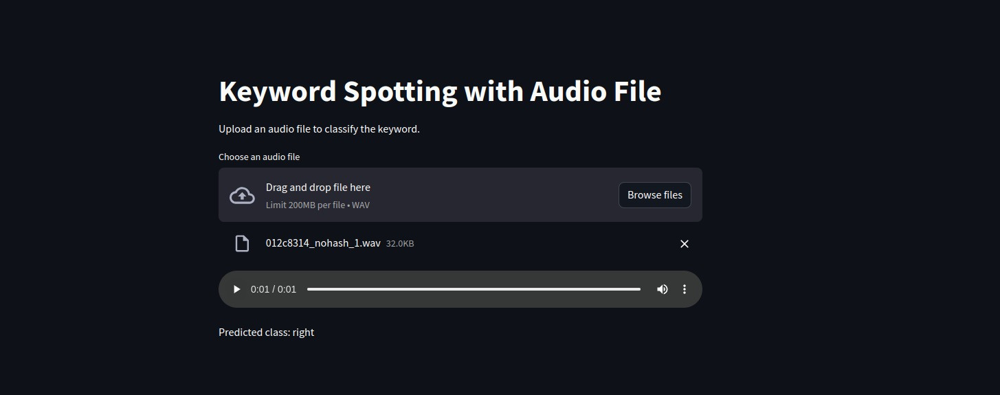 Keyword Spotting with Audio File
Upload an audio file to classify the keyword.
Choose an audio file
Drag and drop file here
Limit 200MB per file • WAV
Browse files
012c8314_nohash_1.wav 32.0KB
0:01 / 0:01
Predicted class: right